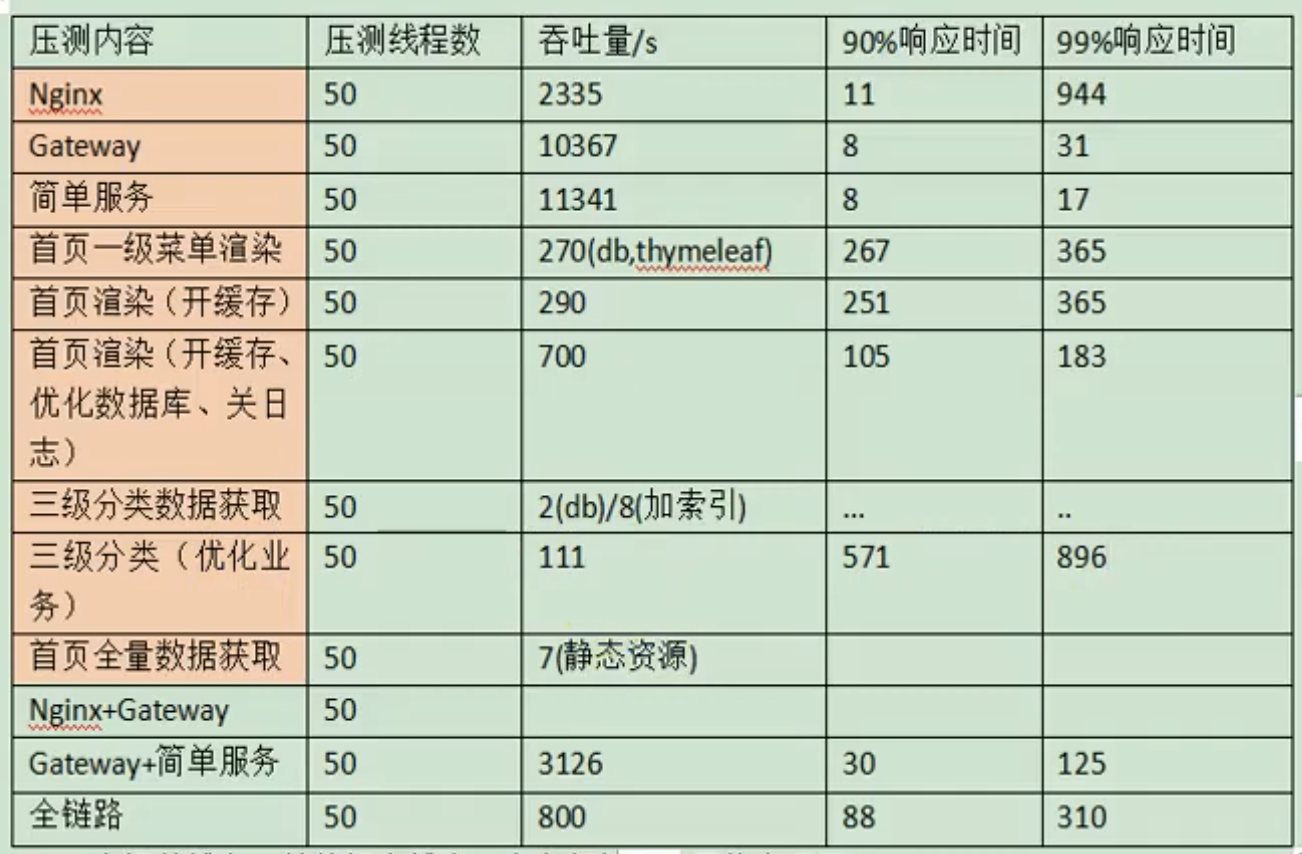 压测内容 压测线程数 吞吐量/s 90%响应时间 99%响应时间
Nginx 50 2335 11 944
Gateway 50 10367 8 31
简单服务 50 11341 8 17
首页一级菜单渲染 50 270(db,thymeleaf) 267 365
首页渲染（开缓存） 50 290 251 365
首页渲染（开缓存、 50 700 105 183
优化数据库、关日
志）
三级分类数据获取 50 2(db)/8(加索引) ... ..
三级分类（优化业 50 111 571 896
务）
首页全量数据获取 50 7(静态资源)
Nginx+Gateway 50
Gateway+简单服务 50 3126 30 125
全链路 50 800 88 310